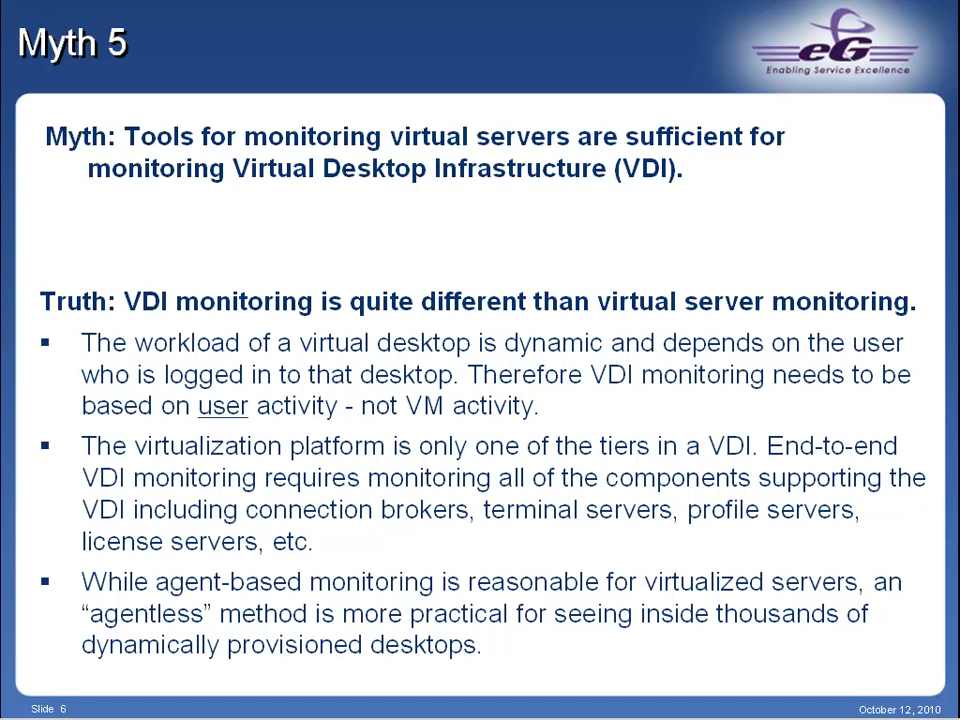 Myth 5
eG
Enabling Service Excellence
Myth: Tools for monitoring virtual servers are sufficient for
monitoring Virtual Desktop Infrastructure (VDI).
Truth: VDI monitoring is quite different than virtual server monitoring.
▪ The workload of a virtual desktop is dynamic and depends on the user
who is logged in to that desktop. Therefore VDI monitoring needs to be
based on user activity - not VM activity.
▪ The virtualization platform is only one of the tiers in a VDI. End-to-end
VDI monitoring requires monitoring all of the components supporting the
VDI including connection brokers, terminal servers, profile servers,
license servers, etc.
▪ While agent-based monitoring is reasonable for virtualized servers, an
“agentless” method is more practical for seeing inside thousands of
dynamically provisioned desktops.
Slide 6
October 12, 2010